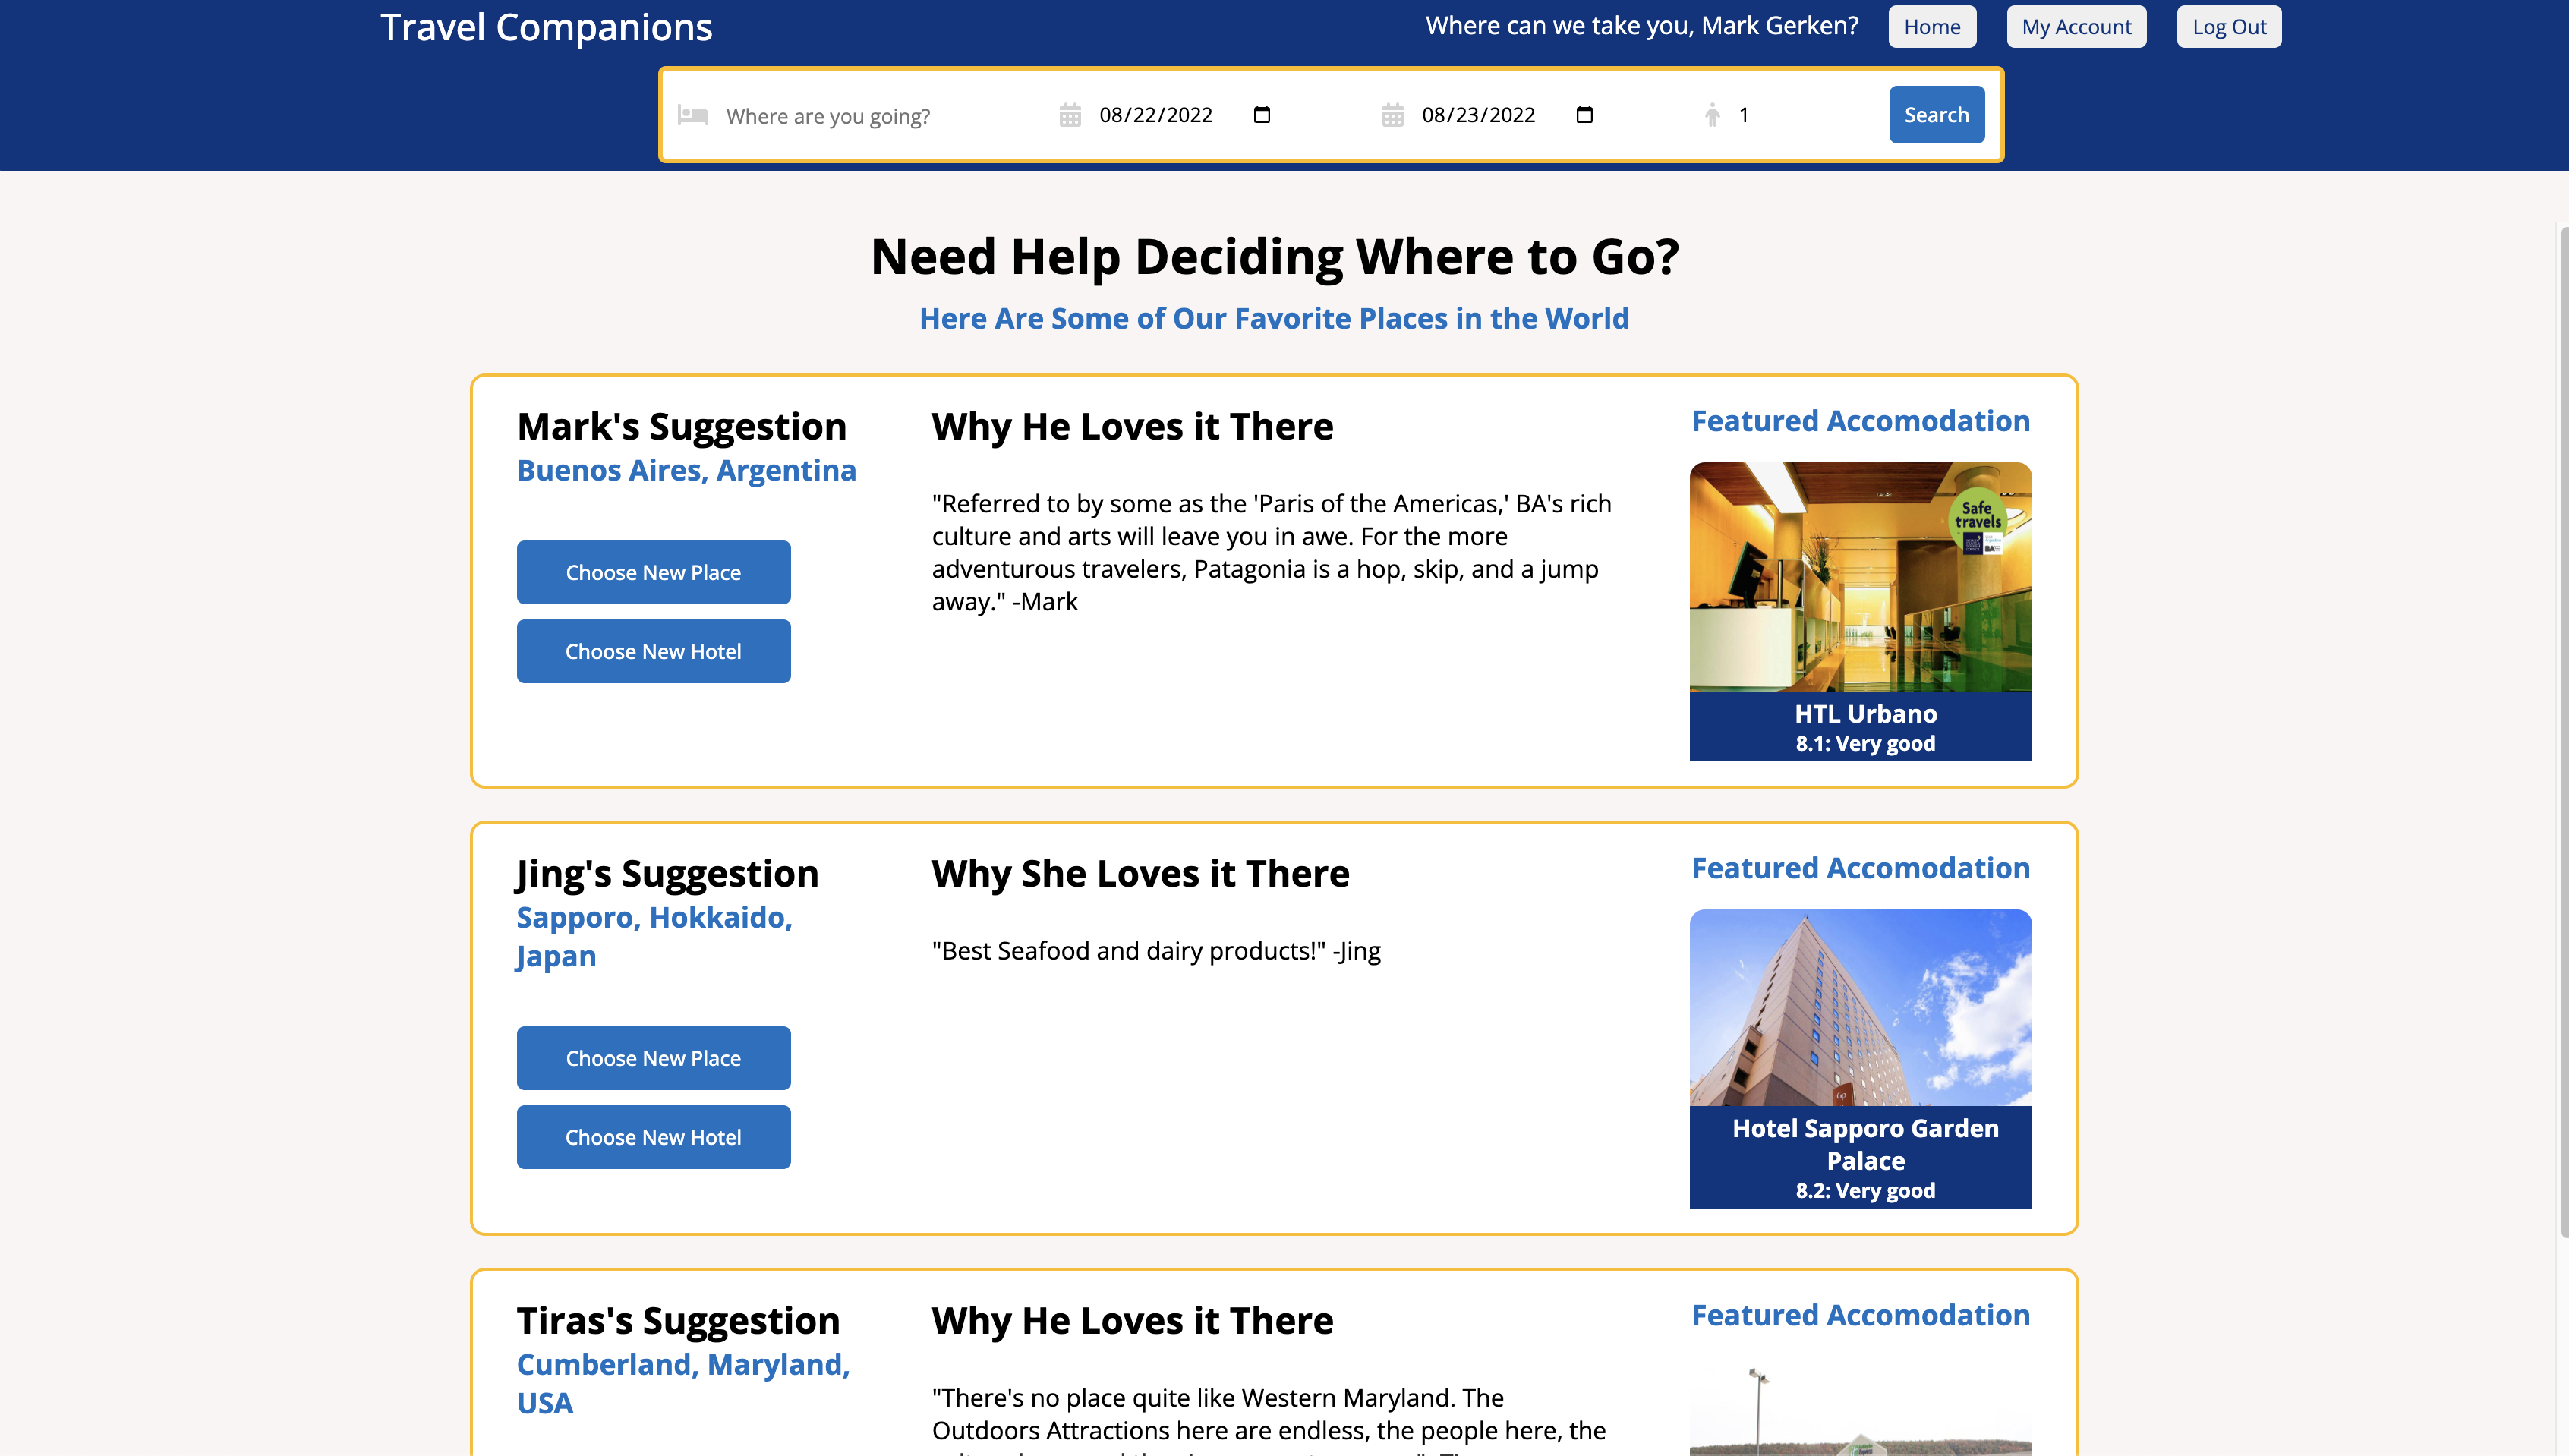 Travel Companions
Where can we take you, Mark Gerken?
Home
My Account
Log Out
Where are you going?
08/22/2022
08/23/2022
1
Search
Need Help Deciding Where to Go?
Here Are Some of Our Favorite Places in the World
Mark's Suggestion
Buenos Aires, Argentina
Choose New Place
Choose New Hotel
Why He Loves it There
"Referred to by some as the 'Paris of the Americas,' BA's rich
culture and arts will leave you in awe. For the more
adventurous travelers, Patagonia is a hop, skip, and a jump
away." -Mark
Featured Accomodation
Safe
travels
BA
HTL Urbano
8.1: Very good
Jing's Suggestion
Sapporo, Hokkaido,
Japan
Choose New Place
Choose New Hotel
Why She Loves it There
"Best Seafood and dairy products!" -Jing
Featured Accomodation
Hotel Sapporo Garden
Palace
8.2: Very good
Tiras's Suggestion
Cumberland, Maryland,
USA
Why He Loves it There
"There's no place quite like Western Maryland. The
Outdoors Attractions here are endless, the people here, the
Featured Accomodation